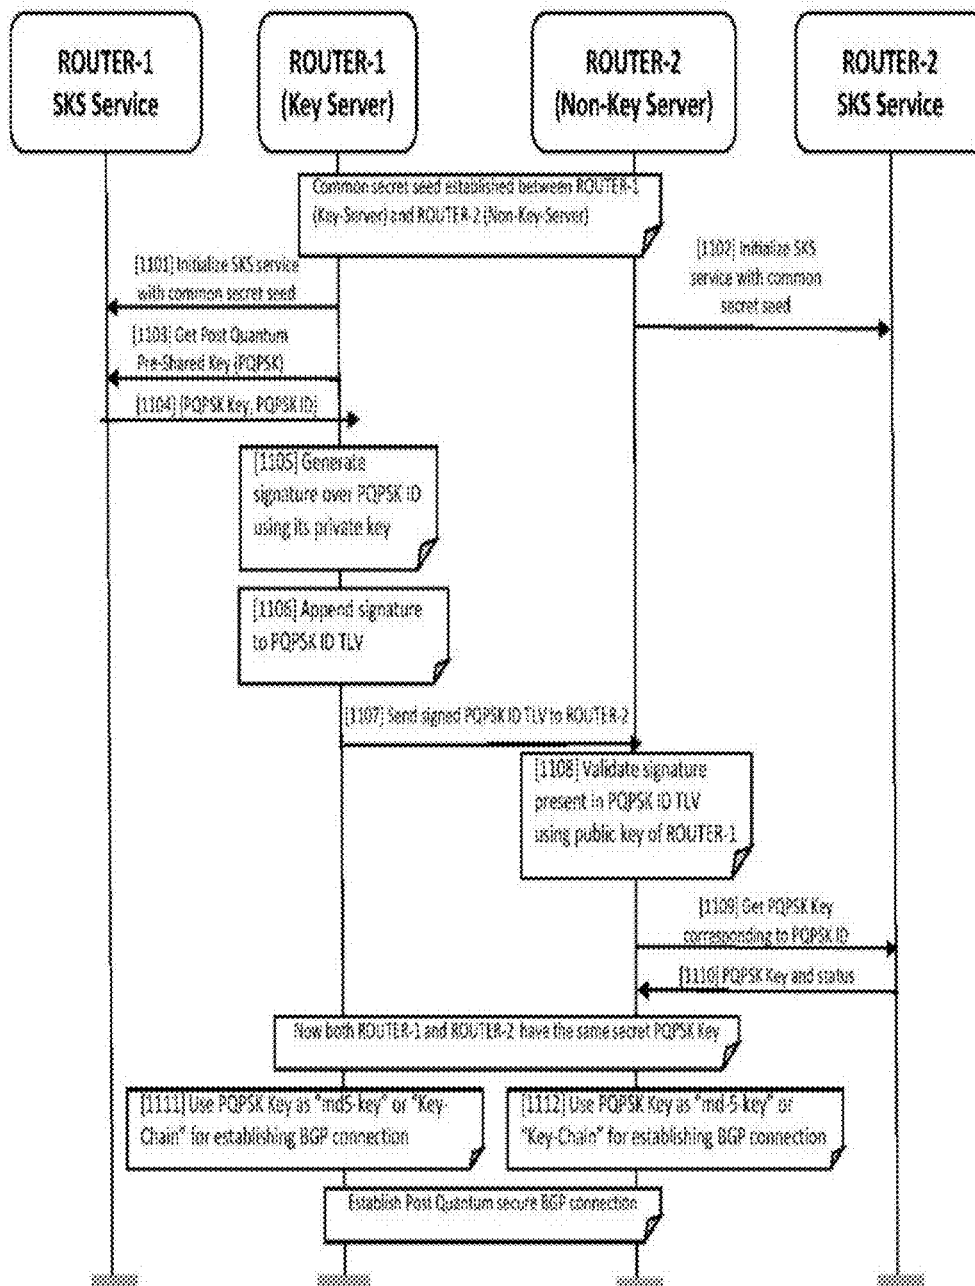 ROUTER-1
SKS Service
ROUTER-1
(Key Server)
ROUTER-2
(Non-Key Server)
ROUTER-2
SKS Service
Common secret seed established between ROUTER-1
(Key-Server) and ROUTER-2 (Non-Key-Server)
[1101] Initialize SKS service
with common secret seed
[1102] Initialize SKS
service with common
secret seed
[1103] Get Post Quantum
Pre-Shared Key (PQPSK)
[1104] (PQPSK Key, PQPSK ID)
[1105] Generate
signature over PQPSK ID
using its private key
[1106] Append signature
to PQPSK ID TLV
[1107] Send signed PQPSK ID TLV to ROUTER-2
[1108] Validate signature
present in PQPSK ID TLV
using public key of ROUTER-1
[1109] Get PQPSK Key
corresponding to PQPSK ID
[1110] PQPSK Key and status
Now both ROUTER-1 and ROUTER-2 have the same secret PQPSK Key
[1111] Use PQPSK Key as "md5-key" or "Key-
Chain" for establishing BGP connection
[1112] Use PQPSK Key as "md-5-key" or
"Key-Chain" for establishing BGP connection
Establish Post Quantum secure BGP connection